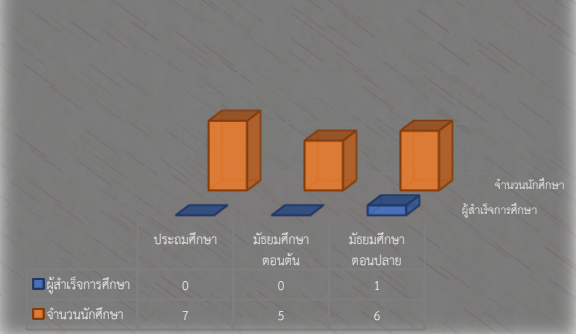 จำนวนนักศึกษา
ผู้สำเร็จการศึกษา
ประถมศึกษา มัธยมศึกษา มัธยมศึกษา
ตอนต้น ตอนปลาย
ผู้สำเร็จการศึกษา 0 0 1
จำนวนนักศึกษา 7 5 6